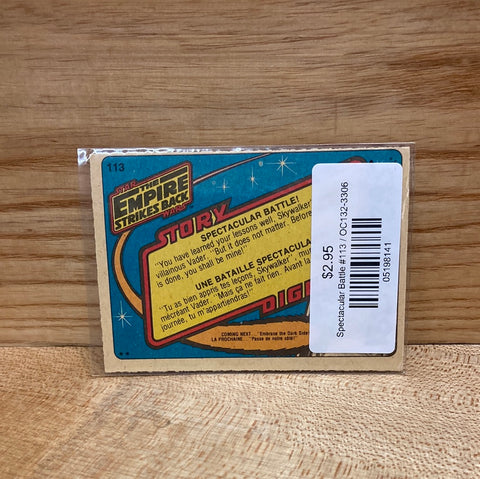 113
STAR
THE
EMPIRE
STRIKES BACK
WARS
STORY
SPECTACULAR BATTLE!
"You have learned your lessons well, Skywalker
villainous Vader. "But it does not matter. Before
is done, you shall be mine!"
UNE BATAILLE SPECTACULA
"Tu as bien appris tes leçons, Skywalker",
mécréant Vader. "Mais ça ne fait rien. Avant la
journée, tu m'appartiendras!"
DIG
COMING NEXT "Embrace the Dark Side
LA PROCHAINE "Passe de notre côté!"
**
$2.95
Spectacular Battle #113 / OC132-3306
05198141